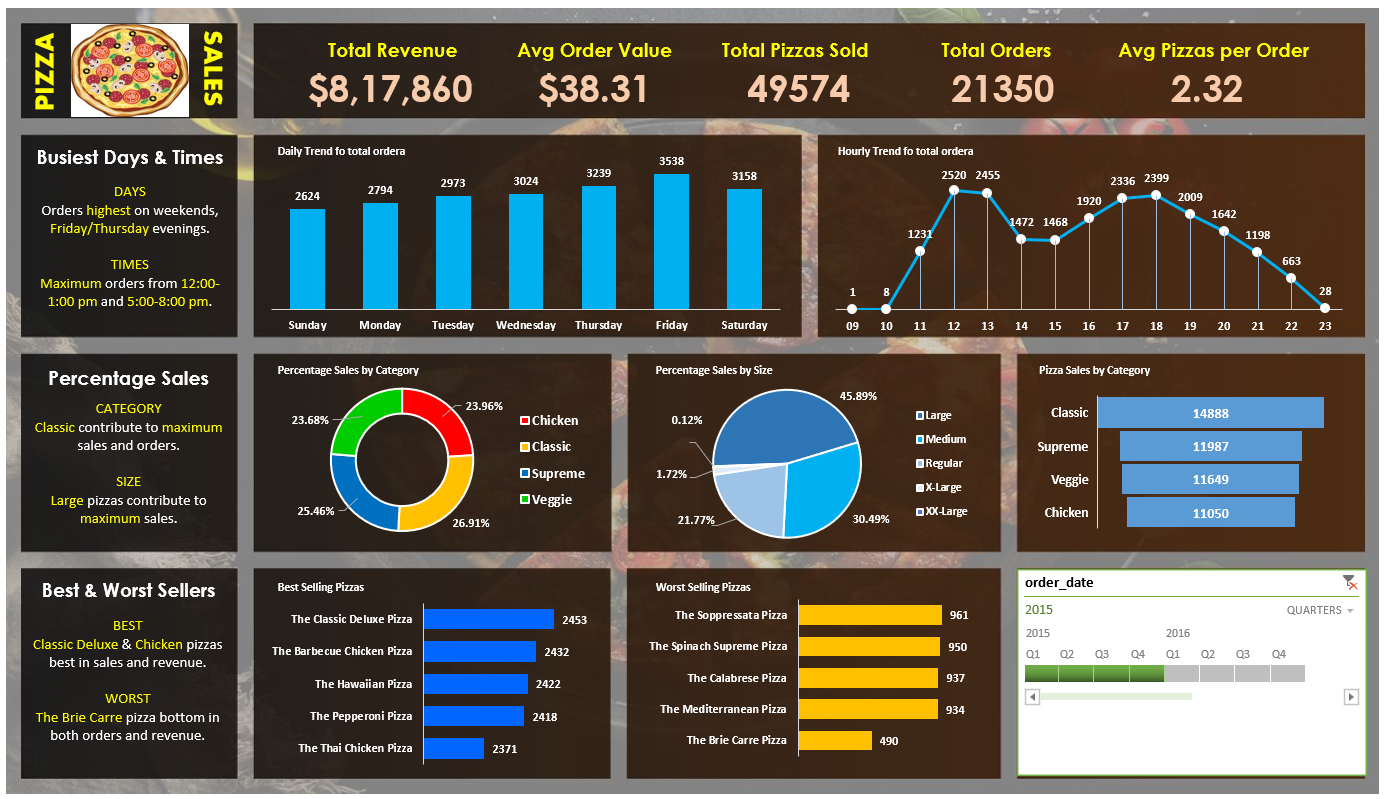 PIZZA
SALES
Total Revenue
$8,17,860
Avg Order Value
$38.31
Total Pizzas Sold
49574
Total Orders
21350
Avg Pizzas per Order
2.32
Busiest Days & Times
DAYS
Orders highest on weekends,
Friday/Thursday evenings.
TIMES
Maximum orders from 12:00-
1:00 pm and 5:00-8:00 pm.
Daily Trend fo total ordera
2624
2794
2973
3024
3239
3538
3158
Sunday
Monday
Tuesday
Wednesday
Thursday
Friday
Saturday
Hourly Trend fo total ordera
1
8
1231
2520
2455
1472
1468
1920
2336
2399
2009
1642
1198
663
28
09
10
11
12
13
14
15
16
17
18
19
20
21
22
23
Percentage Sales
CATEGORY
Classic contribute to maximum
sales and orders.
SIZE
Large pizzas contribute to
maximum sales.
Percentage Sales by Category
23.96%
26.91%
25.46%
23.68%
Chicken
Classic
Supreme
Veggie
Percentage Sales by Size
45.89%
30.49%
21.77%
1.72%
0.12%
Large
Medium
Regular
X-Large
XX-Large
Pizza Sales by Category
Classic 14888
Supreme 11987
Veggie 11649
Chicken 11050
Best & Worst Sellers
BEST
Classic Deluxe & Chicken pizzas
best in sales and revenue.
WORST
The Brie Carre pizza bottom in
both orders and revenue.
Best Selling Pizzas
The Classic Deluxe Pizza 2453
The Barbecue Chicken Pizza 2432
The Hawaiian Pizza 2422
The Pepperoni Pizza 2418
The Thai Chicken Pizza 2371
Worst Selling Pizzas
The Soppressata Pizza 961
The Spinach Supreme Pizza 950
The Calabrese Pizza 937
The Mediterranean Pizza 934
The Brie Carre Pizza 490
order_date
2015 QUARTERS
2015 2016
Q1 Q2 Q3 Q4 Q1 Q2 Q3 Q4